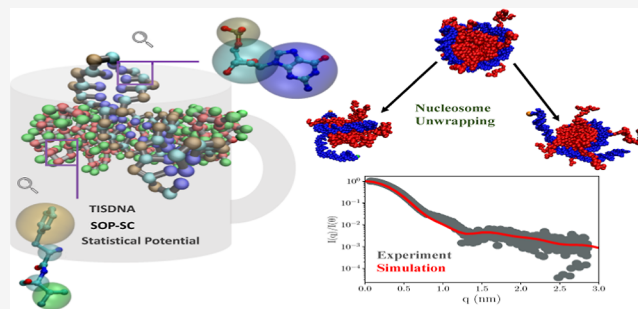 TISDNA
SOP-SC
Statistical Potential
Nucleosome
Unwrapping
I(q)/I(0)
10⁰
10⁻¹
10⁻²
10⁻³
10⁻⁴
Experiment
Simulation
0.0 0.5 1.0 1.5 2.0 2.5 3.0
q (nm)